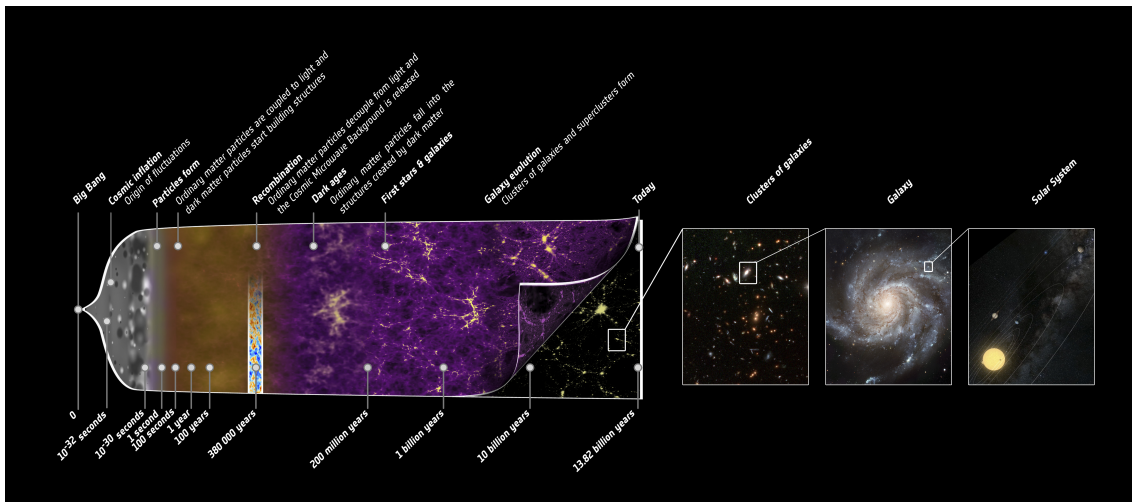 Big Bang
Cosmic inflation
Origin of fluctuations
Particles form
Ordinary matter particles are coupled to light and
dark matter particles start building structures
Recombination
Ordinary matter particles decouple from light and
the Cosmic Microwave Background is released
Dark ages
Ordinary matter particles fall into the
structures created by dark matter
First stars & galaxies
Galaxy evolution
Clusters of galaxies and superclusters form
Today
Clusters of galaxies
Galaxy
Solar System
0
10-32 seconds
10-30 seconds
1 second
100 seconds
1 year
100 years
380 000 years
200 million years
1 billion years
10 billion years
13.82 billion years